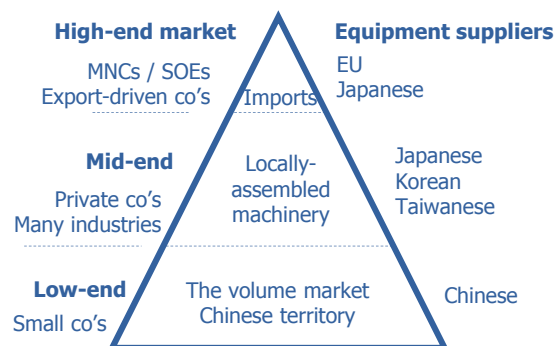 High-end market
Equipment suppliers
MNCs / SOEs
Export-driven co’s
Imports
EU
Japanese
Mid-end
Private co’s
Many industries
Locally-
assembled
machinery
Japanese
Korean
Taiwanese
Low-end
Small co’s
The volume market
Chinese territory
Chinese